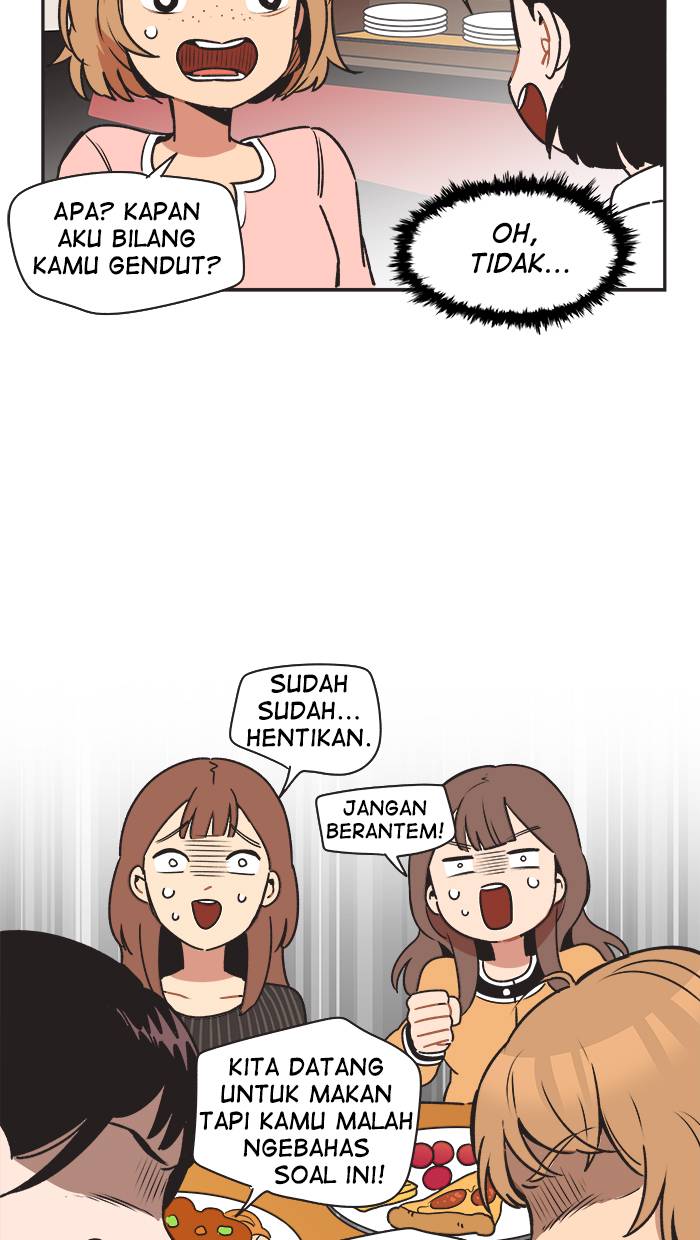 APA? KAPAN
AKU BILANG
KAMU GENDUT?
OH,
TIDAK...
SUDAH
SUDAH...
HENTIKAN.
JANGAN
BERANTEM!
KITA DATANG
UNTUK MAKAN
TAPI KAMU MALAH
NGEBAHAS
SOAL INI!